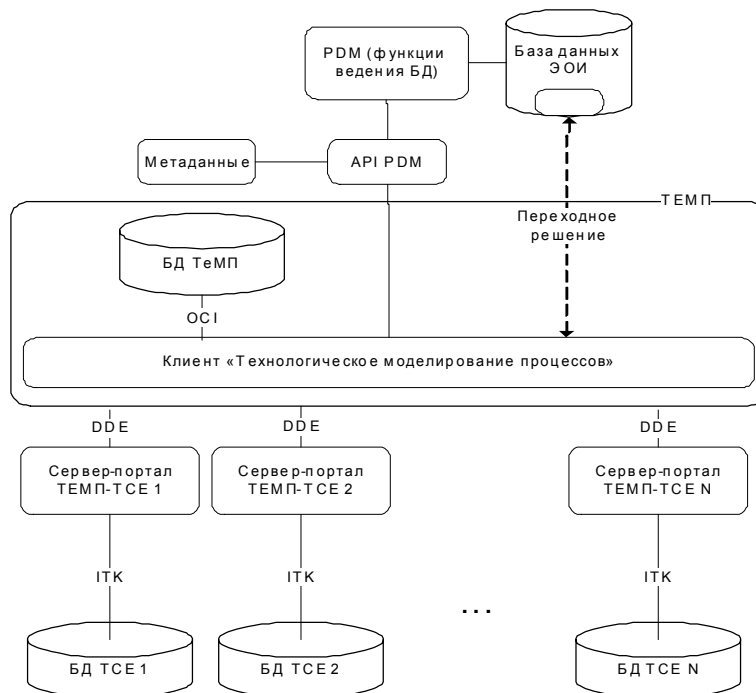 PDM (функции
ведения БД)
База данных
ЭОИ
Метаданные
API PDM
ТЕМП
Переходное
решение
БД ТеМП
OCI
Клиент «Технологическое моделирование процессов»
DDE
DDE
DDE
Сервер-портал
ТЕМП-TCE 1
Сервер-портал
ТЕМП-TCE 2
Сервер-портал
ТЕМП-TCE N
ITK
ITK
ITK
...
БД TCE 1
БД TCE 2
БД TCE N